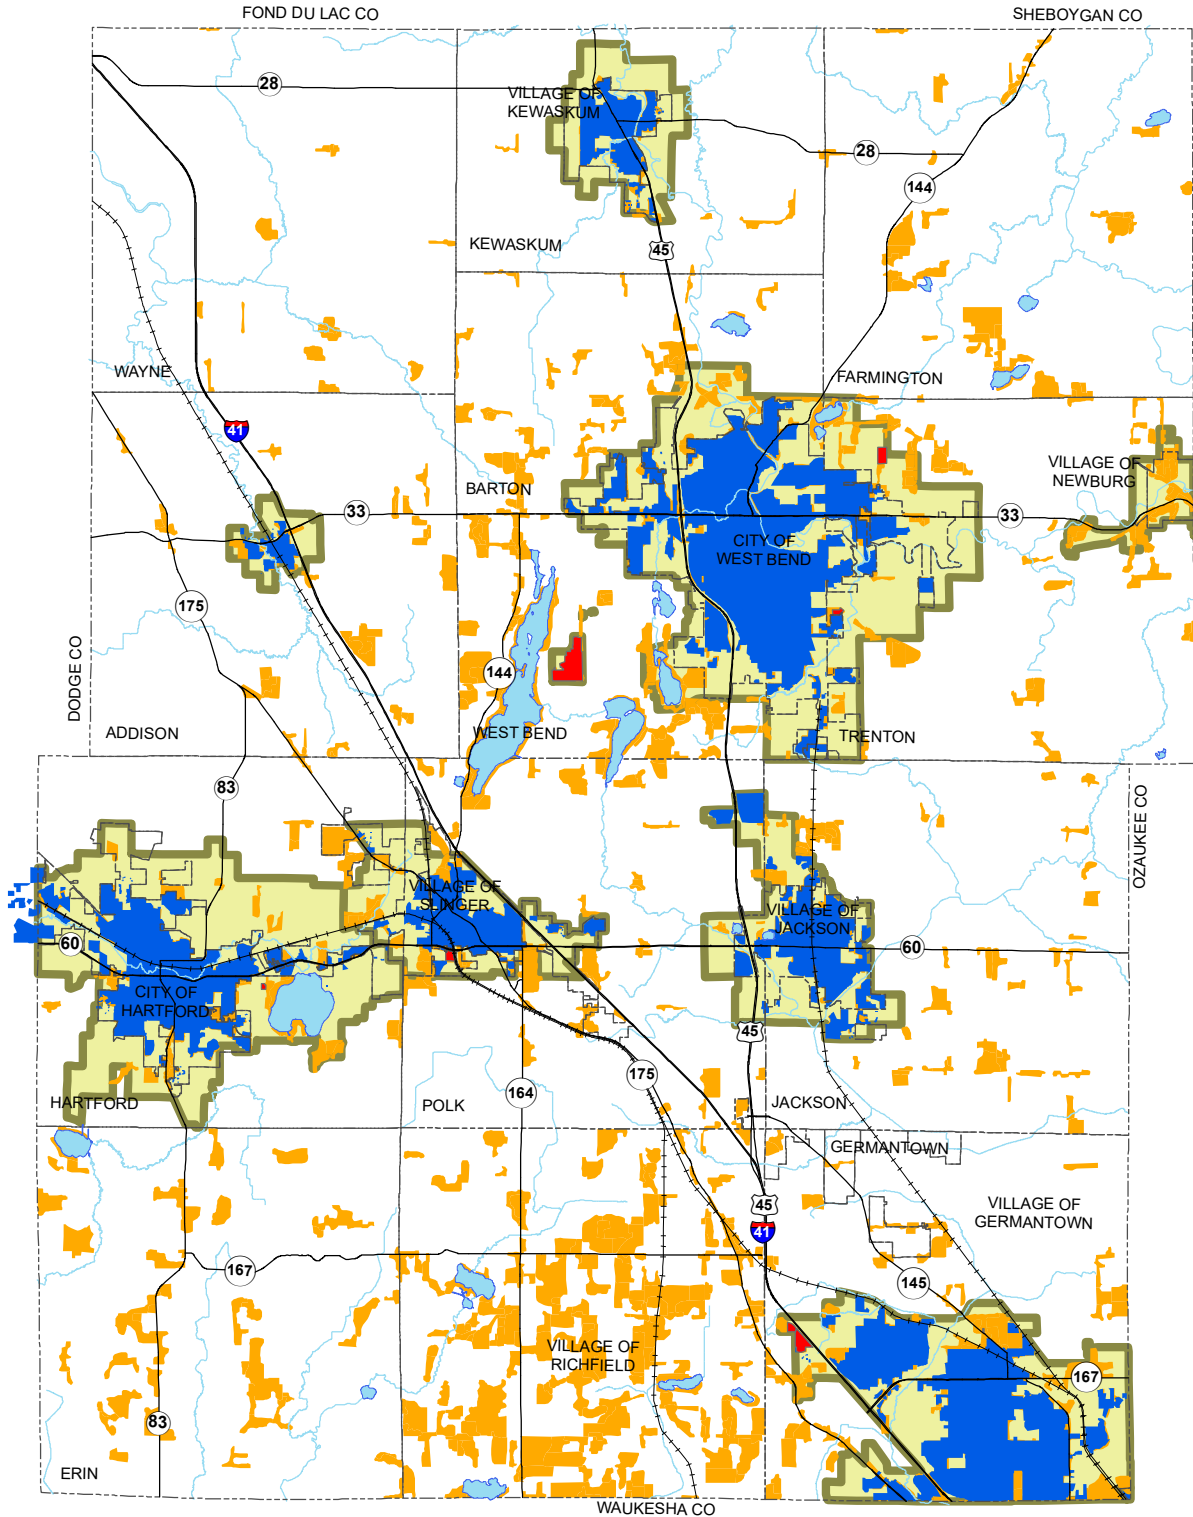 FOND DU LAC CO
SHEBOYGAN CO
28
VILLAGE OF
KEWASKUM
28
144
KEWASKUM
45
WAYNE
FARMINGTON
41
VILLAGE OF
NEWBURG
BARTON
33
33
CITY OF
WEST BEND
175
DODGE CO
144
ADDISON
WEST BEND
TRENTON
83
OZAUKEE CO
VILLAGE OF
SLINGER
VILLAGE OF
JACKSON
60
60
CITY OF
HARTFORD
45
175
164
HARTFORD
POLK
JACKSON
GERMANTOWN
VILLAGE OF
GERMANTOWN
45
41
167
145
VILLAGE OF
RICHFIELD
167
83
ERIN
WAUKESHA CO